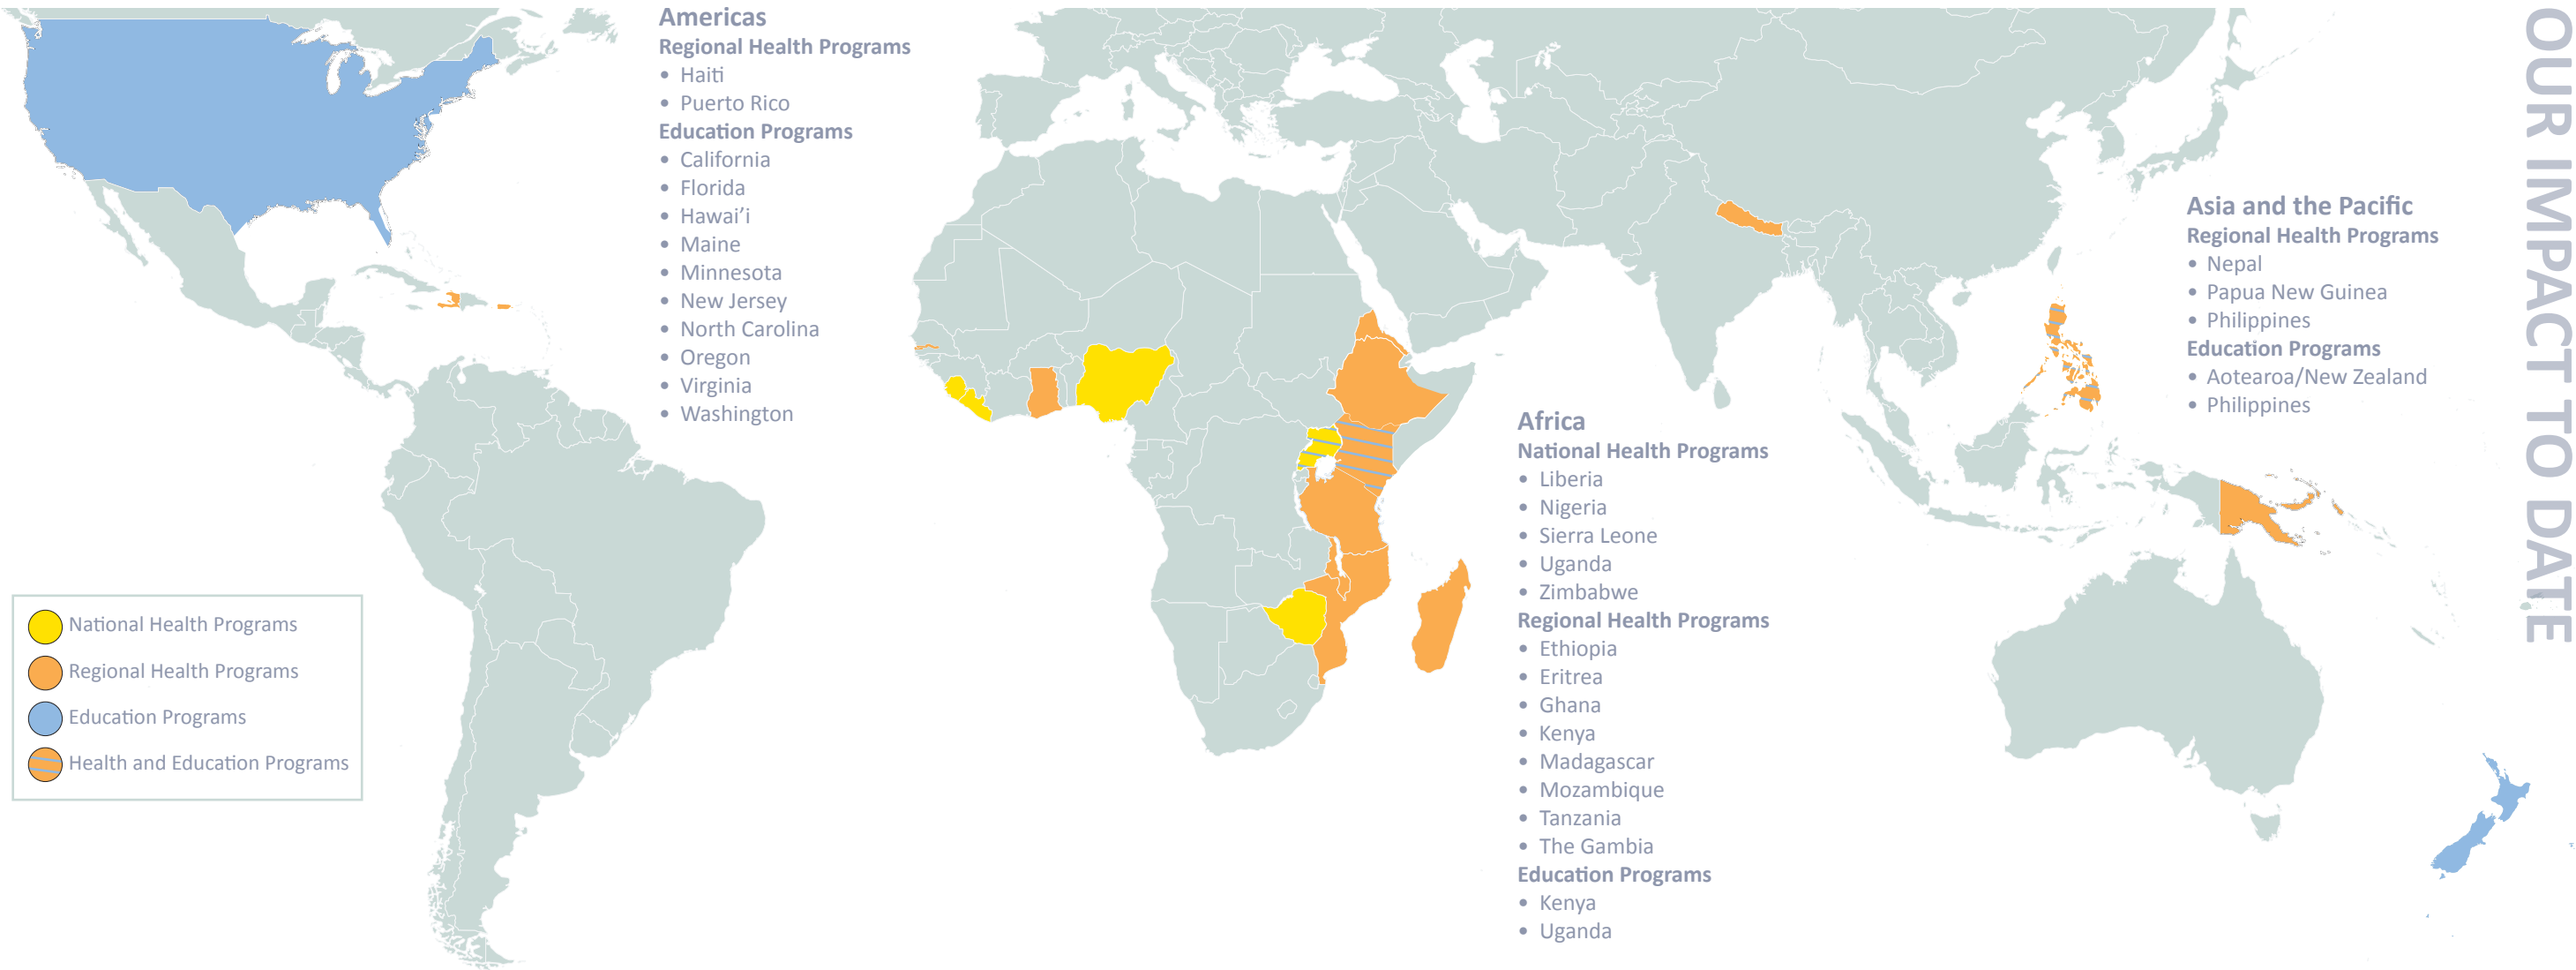 Americas
Regional Health Programs
• Haiti
• Puerto Rico
Education Programs
• California
• Florida
• Hawai’i
• Maine
• Minnesota
• New Jersey
• North Carolina
• Oregon
• Virginia
• Washington
National Health Programs
Regional Health Programs
Education Programs
Health and Education Programs
Africa
National Health Programs
• Liberia
• Nigeria
• Sierra Leone
• Uganda
• Zimbabwe
Regional Health Programs
• Ethiopia
• Eritrea
• Ghana
• Kenya
• Madagascar
• Mozambique
• Tanzania
• The Gambia
Education Programs
• Kenya
• Uganda
Asia and the Pacific
Regional Health Programs
• Nepal
• Papua New Guinea
• Philippines
Education Programs
• Aotearoa/New Zealand
• Philippines
OUR IMPACT TO DATE